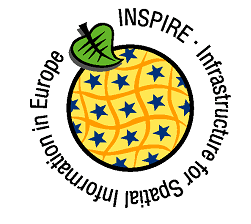 INSPIRE · Infrastructure for Spatial Information in Europe